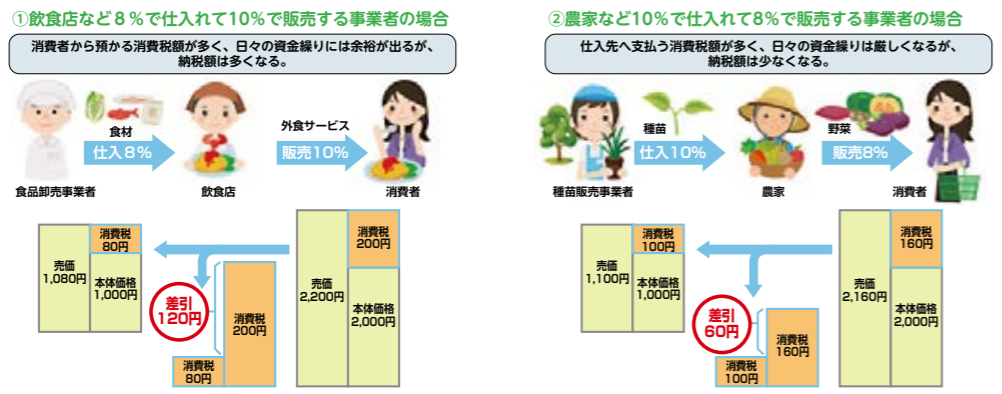 ①飲食店など8％で仕入れて10％で販売する事業者の場合
消費者から預かる消費税額が多く、日々の資金繰りには余裕が出るが、
納税額は多くなる。
食材
仕入8％
外食サービス
販売10％
食品卸売事業者
飲食店
消費者
売価
1,080円
消費税
80円
本体価格
1,000円
差引
120円
消費税
80円
消費税
200円
売価
2,200円
消費税
200円
本体価格
2,000円
②農家など10％で仕入れて8％で販売する事業者の場合
仕入先へ支払う消費税額が多く、日々の資金繰りは厳しくなるが、
納税額は少なくなる。
種苗
仕入10％
野菜
販売8％
種苗販売事業者
農家
消費者
売価
1,100円
消費税
100円
本体価格
1,000円
差引
60円
消費税
100円
消費税
160円
売価
2,160円
消費税
160円
本体価格
2,000円